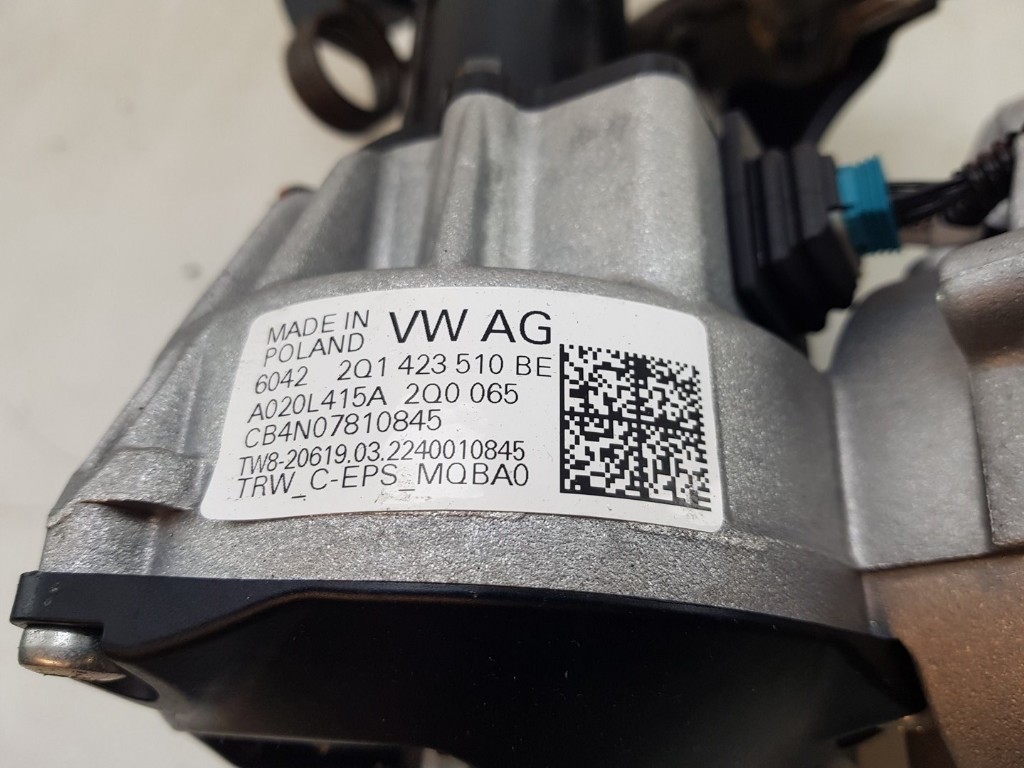 MADE IN
POLAND VW AG
6042 2Q1 423 510 BE
A020L415A 2Q0 065
CB4N07810845
TW8-20619.03.2240010845
TRW_C-EPS_MQBA0